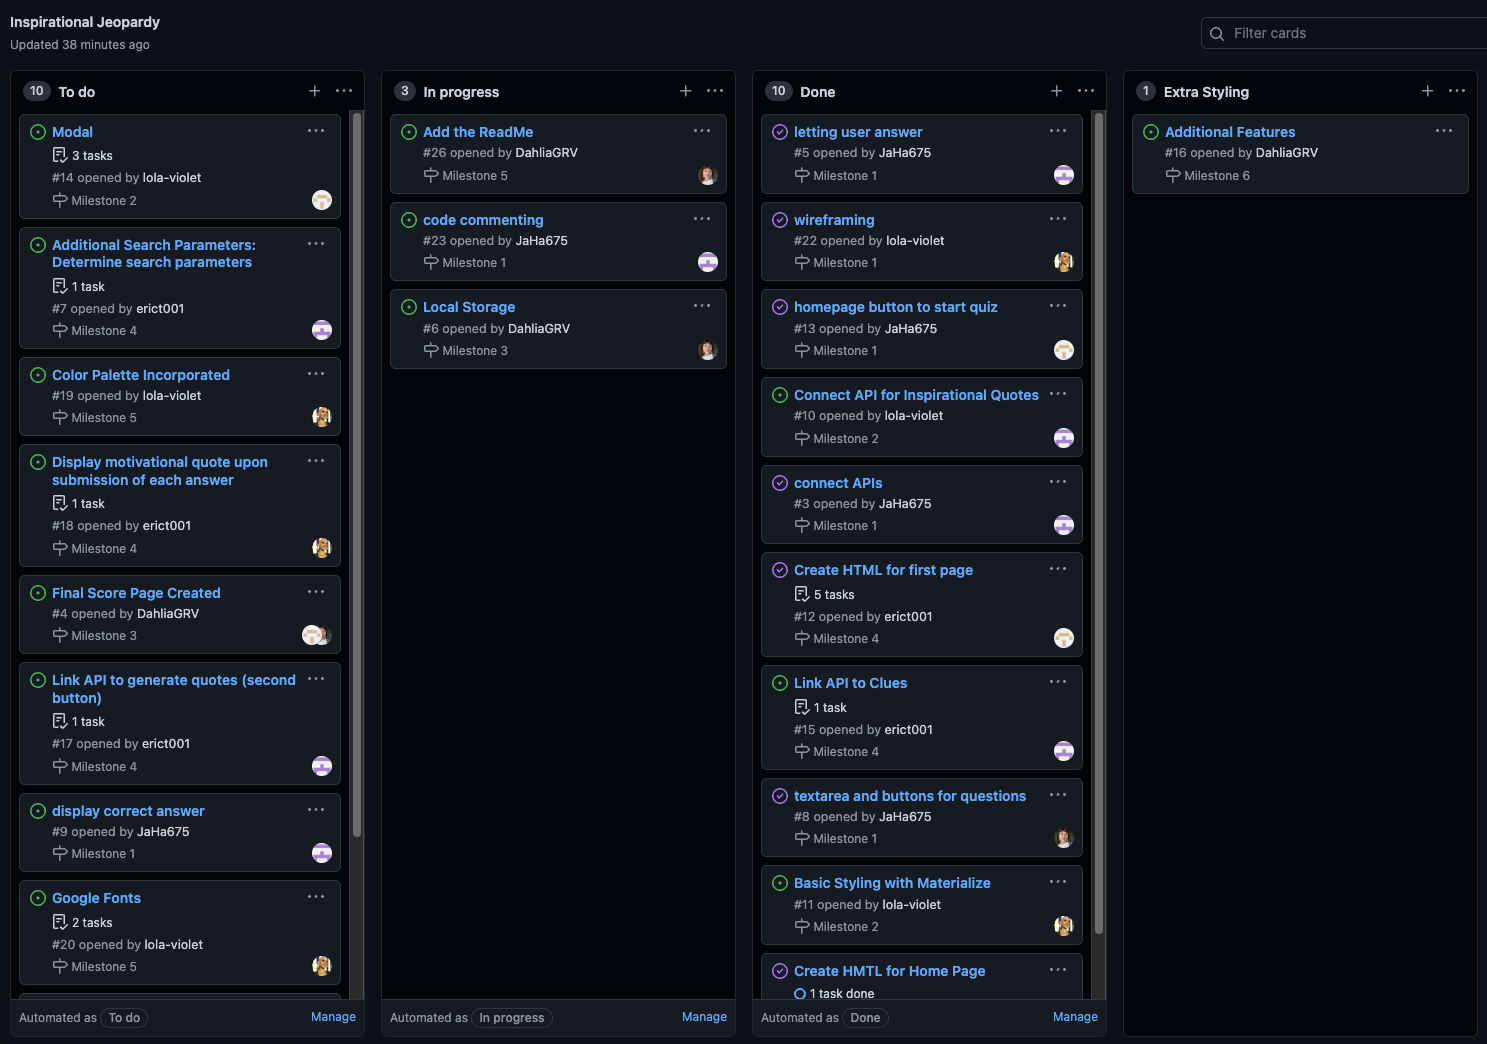 Inspirational Jeopardy
Updated 38 minutes ago
Filter cards
10 To do
Modal
3 tasks
#14 opened by lola-violet
Milestone 2
Additional Search Parameters:
Determine search parameters
1 task
#7 opened by erict001
Milestone 4
Color Palette Incorporated
#19 opened by lola-violet
Milestone 5
Display motivational quote upon
submission of each answer
1 task
#18 opened by erict001
Milestone 4
Final Score Page Created
#4 opened by DahliaGRV
Milestone 3
Link API to generate quotes (second
button)
1 task
#17 opened by erict001
Milestone 4
display correct answer
#9 opened by JaHa675
Milestone 1
Google Fonts
2 tasks
#20 opened by lola-violet
Milestone 5
Automated as To do Manage
3 In progress
Add the ReadMe
#26 opened by DahliaGRV
Milestone 5
code commenting
#23 opened by JaHa675
Milestone 1
Local Storage
#6 opened by DahliaGRV
Milestone 3
Automated as In progress Manage
10 Done
letting user answer
#5 opened by JaHa675
Milestone 1
wireframing
#22 opened by lola-violet
Milestone 1
homepage button to start quiz
#13 opened by JaHa675
Milestone 1
Connect API for Inspirational Quotes
#10 opened by lola-violet
Milestone 2
connect APIs
#3 opened by JaHa675
Milestone 1
Create HTML for first page
5 tasks
#12 opened by erict001
Milestone 4
Link API to Clues
1 task
#15 opened by erict001
Milestone 4
textarea and buttons for questions
#8 opened by JaHa675
Milestone 1
Basic Styling with Materialize
#11 opened by lola-violet
Milestone 2
Create HMTL for Home Page
1 task done
Automated as Done Manage
1 Extra Styling
Additional Features
#16 opened by DahliaGRV
Milestone 6